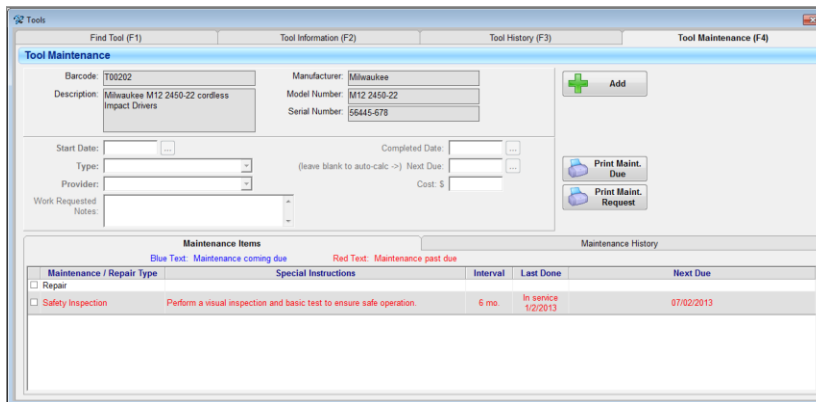 Tools
Find Tool (F1) Tool Information (F2) Tool History (F3) Tool Maintenance (F4)
Tool Maintenance
Barcode: T00202 Manufacturer: Milwaukee Add
Description: Milwaukee M12 2450-22 cordless Model Number: M12 2450-22
Impact Drivers
Serial Number: 56445-678
Start Date: ... Completed Date: ...
Type: (leave blank to auto-calc ->) Next Due: ... Print Maint.
Due
Provider: Cost: $ Print Maint.
Request
Work Requested
Notes:
Maintenance Items Maintenance History
Blue Text: Maintenance coming due Red Text: Maintenance past due
Maintenance / Repair Type Special Instructions Interval Last Done Next Due
Repair
Safety Inspection Perform a visual inspection and basic test to ensure safe operation. 6 mo. In service 07/02/2013
1/2/2013